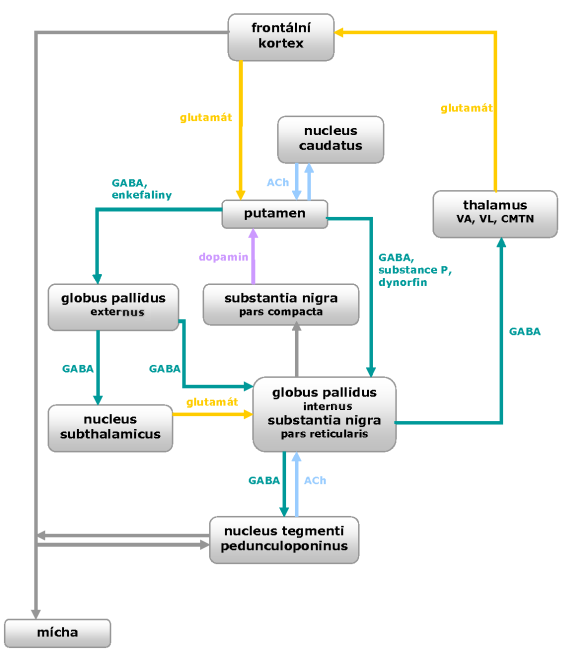 frontální
kortex
glutamát
glutamát
nucleus
caudatus
ACh
GABA,
enkefaliny
putamen
thalamus
VA, VL, CMTN
dopamin
GABA,
substance P,
dynorfin
globus pallidus
externus
substantia nigra
pars compacta
GABA
GABA
GABA
globus pallidus
internus
substantia nigra
pars reticularis
glutamát
nucleus
subthalamicus
GABA
ACh
nucleus tegmenti
pedunculoponinus
mícha